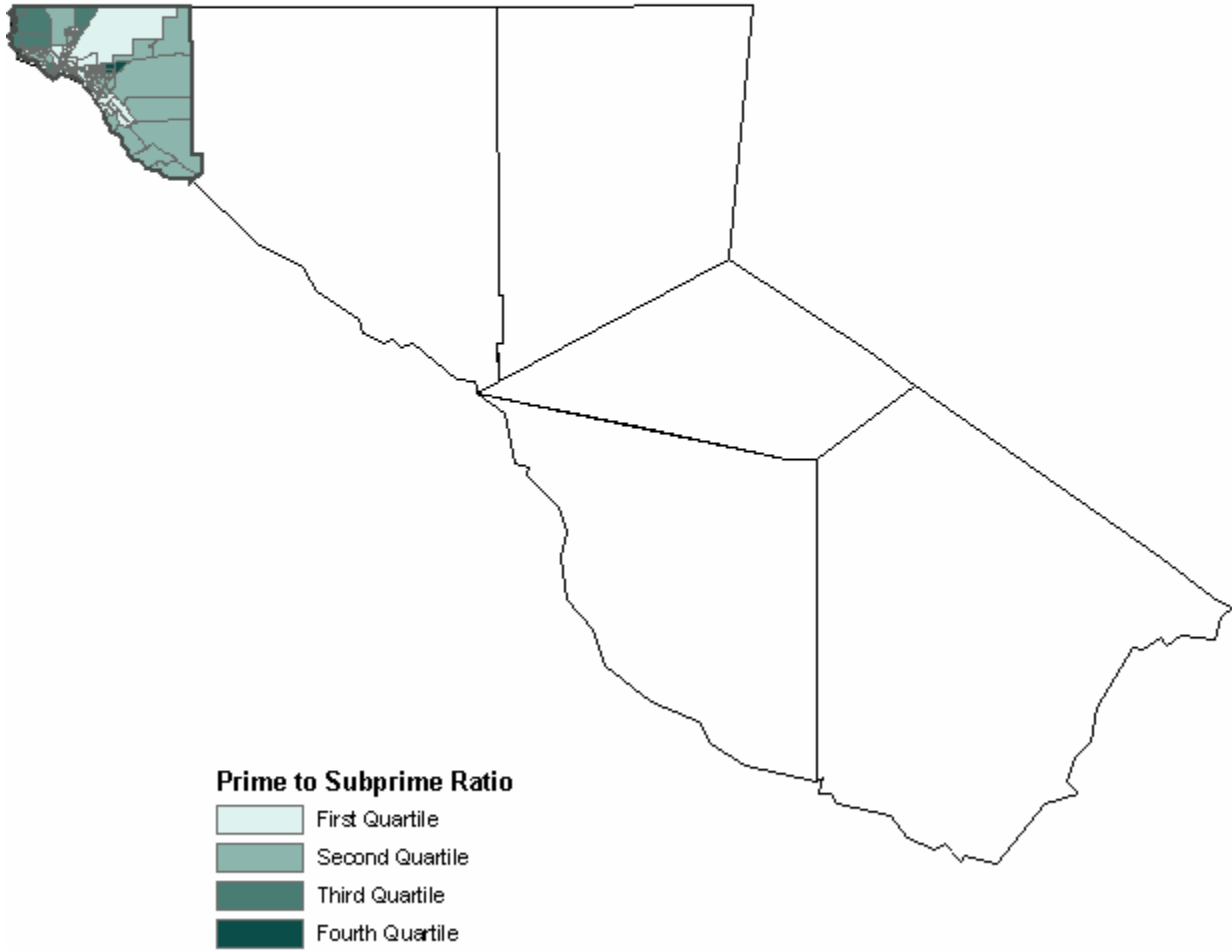 Prime to Subprime Ratio
First Quartile
Second Quartile
Third Quartile
Fourth Quartile